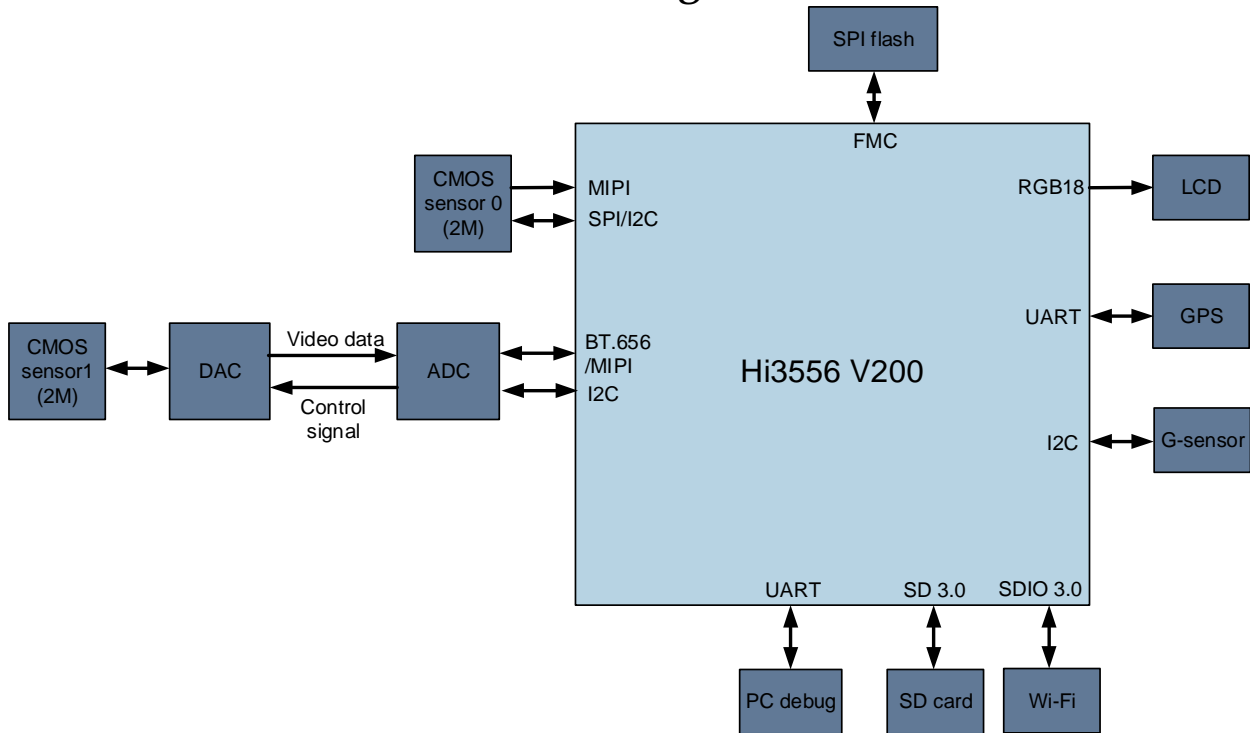 g
SPI flash
FMC
CMOS
sensor 0
(2M)
MIPI
SPI/I2C
RGB18
LCD
CMOS
sensor1
(2M)
DAC
Video data
Control
signal
ADC
BT.656
/MIPI
I2C
Hi3556 V200
UART
GPS
I2C
G-sensor
UART
SD 3.0
SDIO 3.0
PC debug
SD card
Wi-Fi